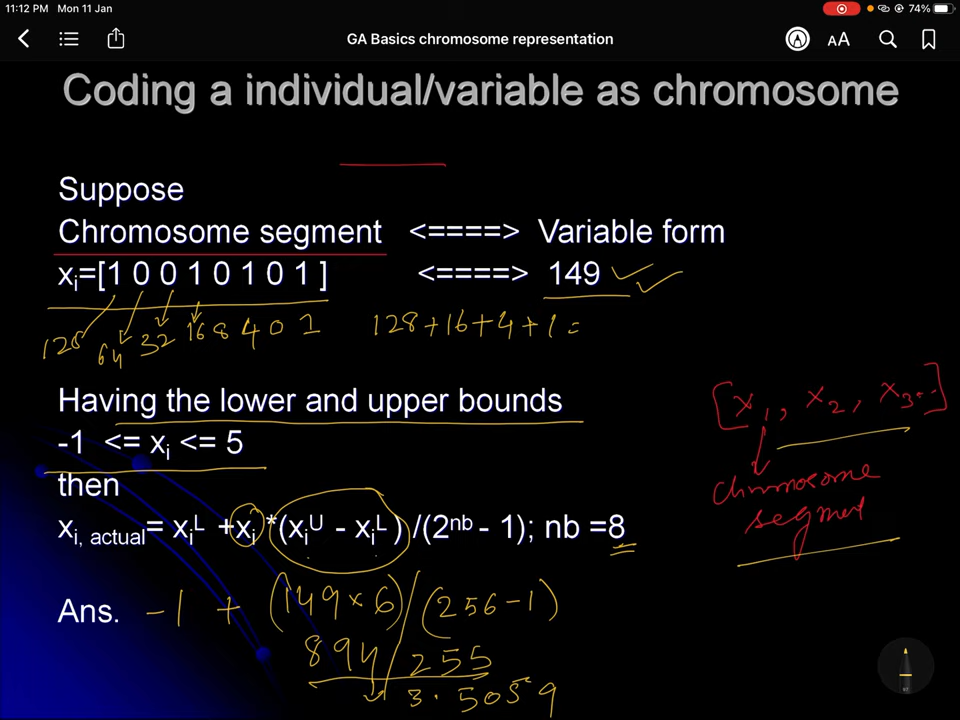 11:12 PM Mon 11 Jan 74%
GA Basics chromosome representation
AA
Coding a individual/variable as chromosome
Suppose
Chromosome segment <====> Variable form
xi=[1 0 0 1 0 1 0 1 ] <====> 149
128 64 32 16 8 4 0 1 128+16+4+1=
Having the lower and upper bounds
[x1, x2, x3..]
-1 <= xi <= 5
chromosome
then
segment
xi, actual= xiL +xi *(xiU - xiL ) /(2nb - 1); nb =8
Ans. -1 + (149×6)/(256-1)
894/255
3.5059